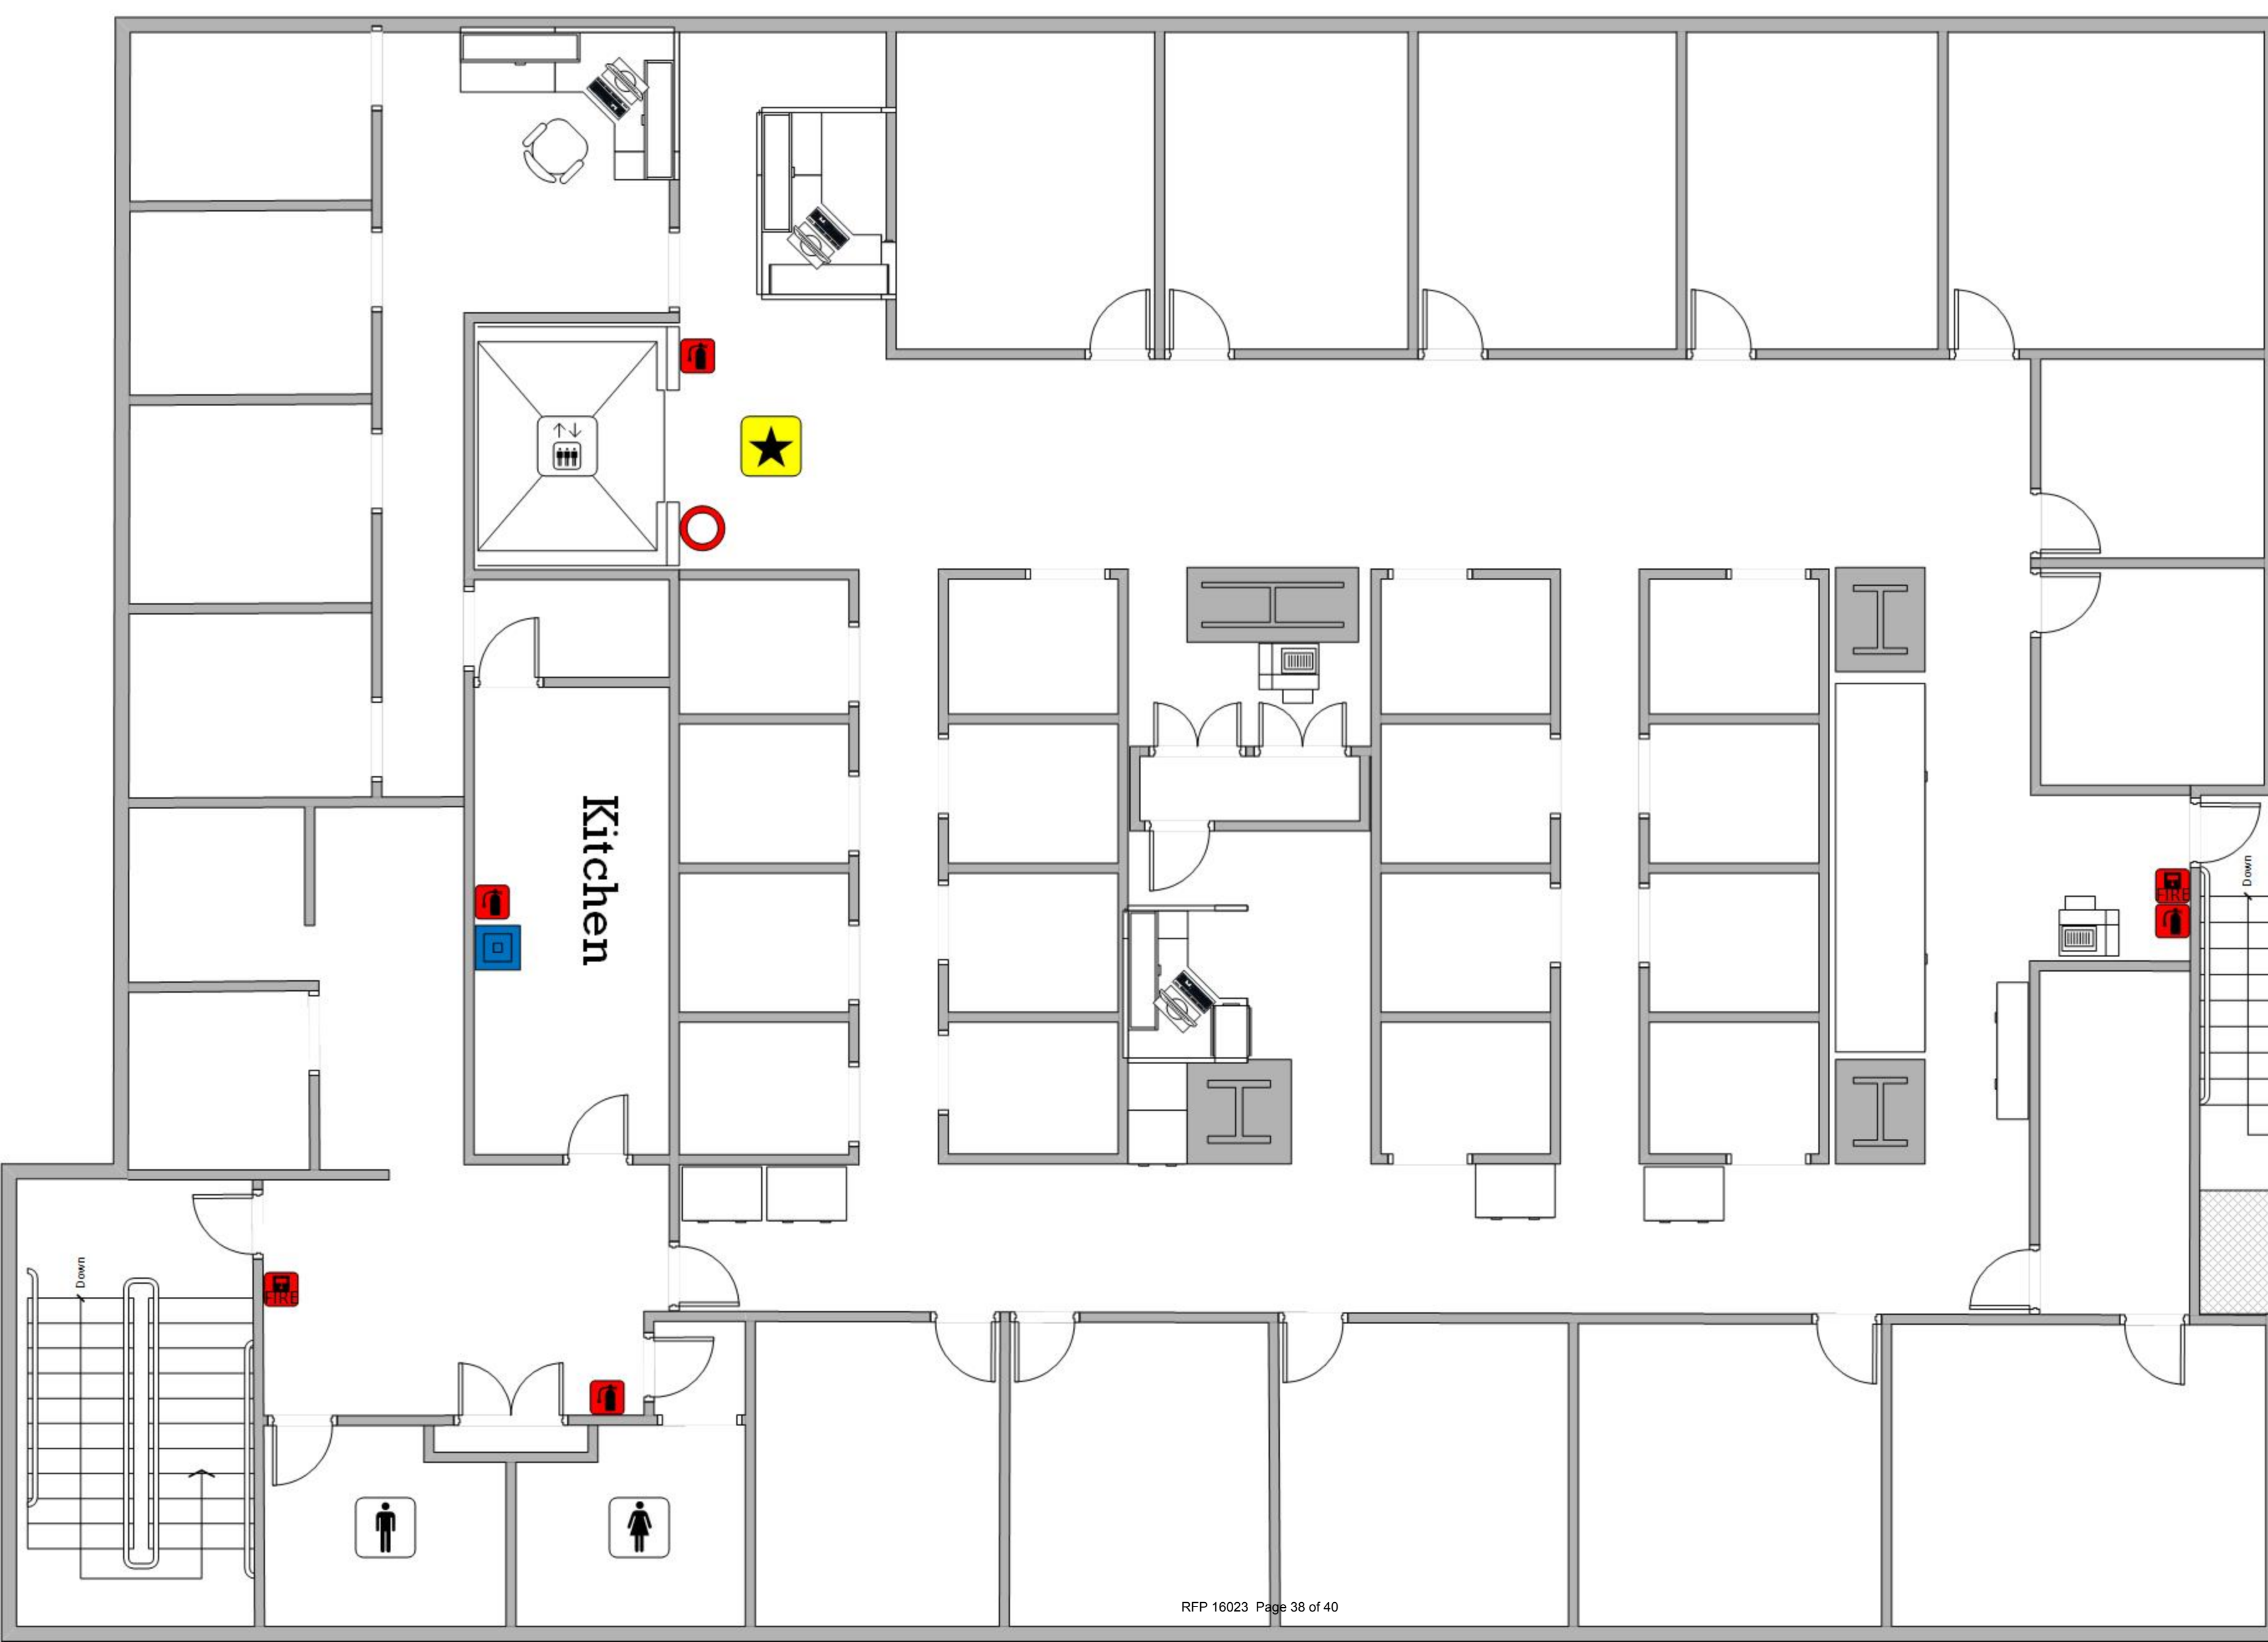 Kitchen
Down
FIRE
Down
FIRE
RFP 16023 Page 38 of 40